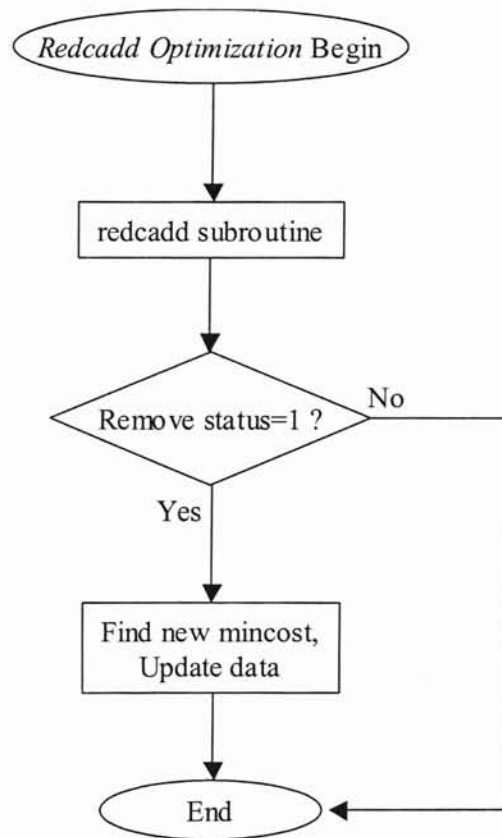 Redcadd Optimization Begin
redcadd subroutine
Remove status=1 ?
No
Yes
Find new mincost,
Update data
End